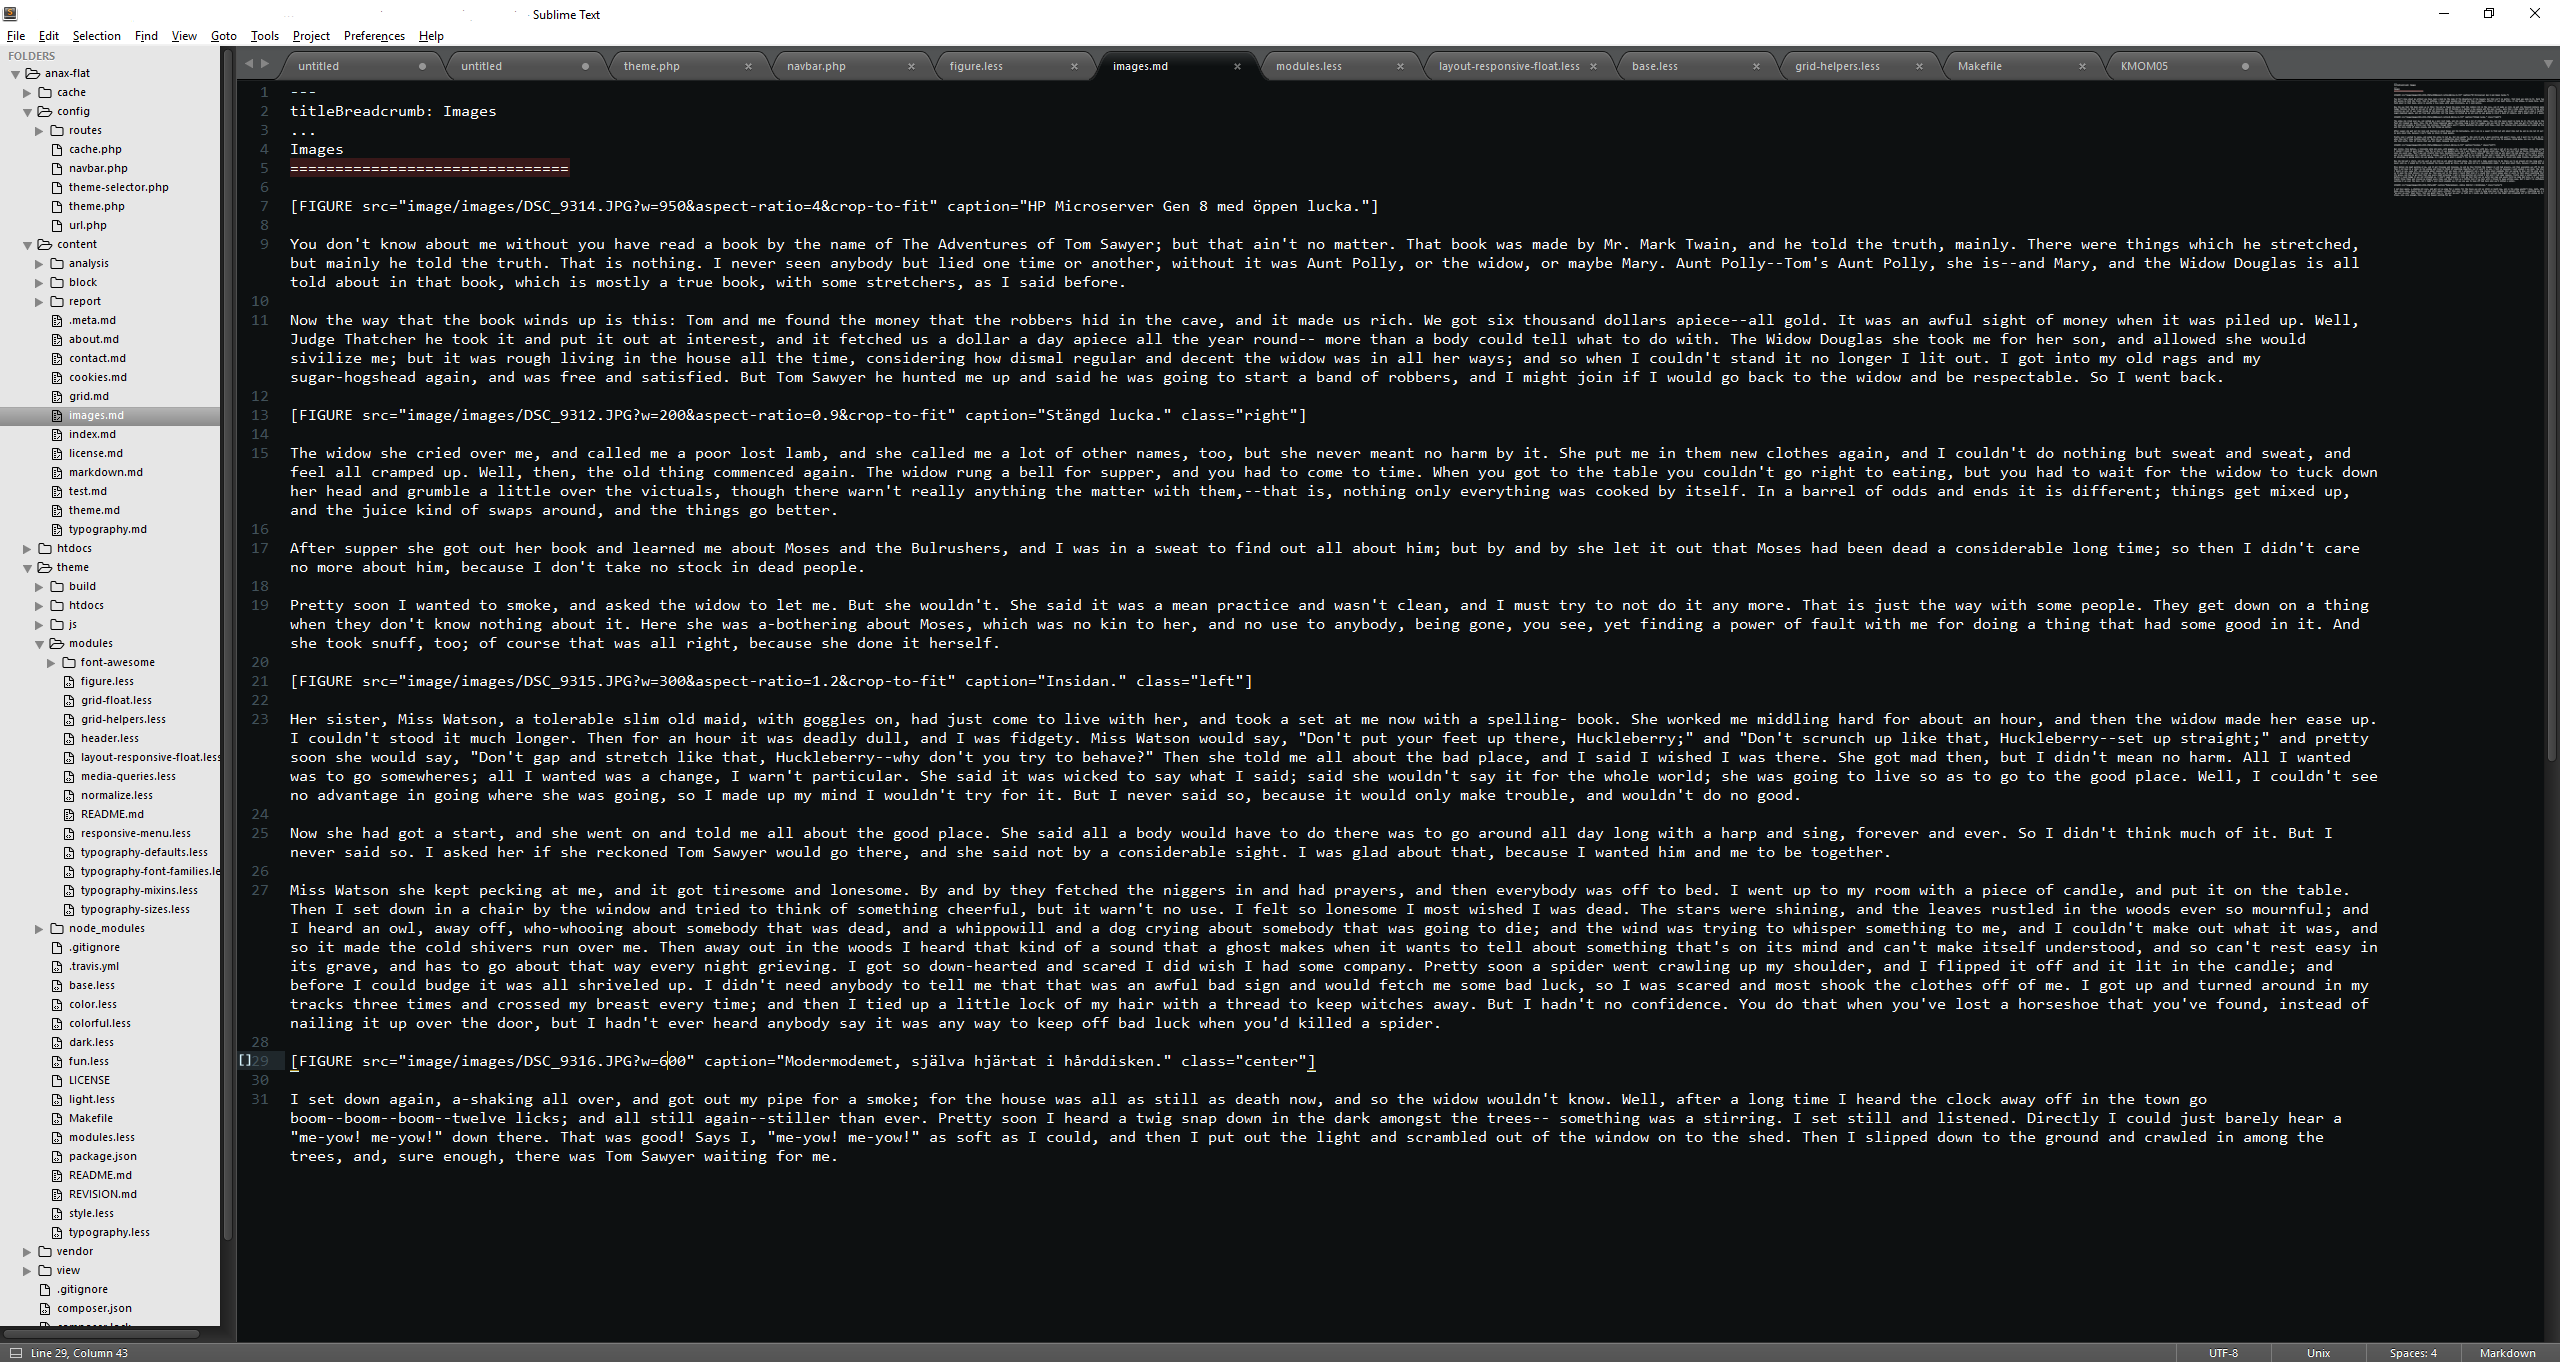 Sublime Text
File Edit Selection Find View Goto Tools Project Preferences Help
FOLDERS
anax-flat
cache
config
routes
cache.php
navbar.php
theme-selector.php
theme.php
url.php
content
analysis
block
report
.meta.md
about.md
contact.md
cookies.md
grid.md
images.md
index.md
license.md
markdown.md
test.md
theme.md
typography.md
htdocs
theme
build
htdocs
js
modules
font-awesome
figure.less
grid-float.less
grid-helpers.less
header.less
layout-responsive-float.less
media-queries.less
normalize.less
README.md
responsive-menu.less
typography-defaults.less
typography-font-families.le
typography-mixins.less
typography-sizes.less
node_modules
.gitignore
.travis.yml
base.less
color.less
colorful.less
dark.less
fun.less
LICENSE
light.less
Makefile
modules.less
package.json
README.md
REVISION.md
style.less
typography.less
vendor
view
.gitignore
composer.json
untitled untitled theme.php navbar.php figure.less images.md modules.less layout-responsive-float.less base.less grid-helpers.less Makefile KMOM05
1 ---
2 titleBreadcrumb: Images
3 ...
4 Images
5 ===============================
6
7 [FIGURE src="image/images/DSC_9314.JPG?w=950&aspect-ratio=4&crop-to-fit" caption="HP Microserver Gen 8 med öppen lucka."]
8
9 You don't know about me without you have read a book by the name of The Adventures of Tom Sawyer; but that ain't no matter. That book was made by Mr. Mark Twain, and he told the truth, mainly. There were things which he stretched,
but mainly he told the truth. That is nothing. I never seen anybody but lied one time or another, without it was Aunt Polly, or the widow, or maybe Mary. Aunt Polly--Tom's Aunt Polly, she is--and Mary, and the Widow Douglas is all
told about in that book, which is mostly a true book, with some stretchers, as I said before.
10
11 Now the way that the book winds up is this: Tom and me found the money that the robbers hid in the cave, and it made us rich. We got six thousand dollars apiece--all gold. It was an awful sight of money when it was piled up. Well,
Judge Thatcher he took it and put it out at interest, and it fetched us a dollar a day apiece all the year round-- more than a body could tell what to do with. The Widow Douglas she took me for her son, and allowed she would
sivilize me; but it was rough living in the house all the time, considering how dismal regular and decent the widow was in all her ways; and so when I couldn't stand it no longer I lit out. I got into my old rags and my
sugar-hogshead again, and was free and satisfied. But Tom Sawyer he hunted me up and said he was going to start a band of robbers, and I might join if I would go back to the widow and be respectable. So I went back.
12
13 [FIGURE src="image/images/DSC_9312.JPG?w=200&aspect-ratio=0.9&crop-to-fit" caption="Stängd lucka." class="right"]
14
15 The widow she cried over me, and called me a poor lost lamb, and she called me a lot of other names, too, but she never meant no harm by it. She put me in them new clothes again, and I couldn't do nothing but sweat and sweat, and
feel all cramped up. Well, then, the old thing commenced again. The widow rung a bell for supper, and you had to come to time. When you got to the table you couldn't go right to eating, but you had to wait for the widow to tuck down
her head and grumble a little over the victuals, though there warn't really anything the matter with them,--that is, nothing only everything was cooked by itself. In a barrel of odds and ends it is different; things get mixed up,
and the juice kind of swaps around, and the things go better.
16
17 After supper she got out her book and learned me about Moses and the Bulrushers, and I was in a sweat to find out all about him; but by and by she let it out that Moses had been dead a considerable long time; so then I didn't care
no more about him, because I don't take no stock in dead people.
18
19 Pretty soon I wanted to smoke, and asked the widow to let me. But she wouldn't. She said it was a mean practice and wasn't clean, and I must try to not do it any more. That is just the way with some people. They get down on a thing
when they don't know nothing about it. Here she was a-bothering about Moses, which was no kin to her, and no use to anybody, being gone, you see, yet finding a power of fault with me for doing a thing that had some good in it. And
she took snuff, too; of course that was all right, because she done it herself.
20
21 [FIGURE src="image/images/DSC_9315.JPG?w=300&aspect-ratio=1.2&crop-to-fit" caption="Insidan." class="left"]
22
23 Her sister, Miss Watson, a tolerable slim old maid, with goggles on, had just come to live with her, and took a set at me now with a spelling- book. She worked me middling hard for about an hour, and then the widow made her ease up.
I couldn't stood it much longer. Then for an hour it was deadly dull, and I was fidgety. Miss Watson would say, "Don't put your feet up there, Huckleberry;" and "Don't scrunch up like that, Huckleberry--set up straight;" and pretty
soon she would say, "Don't gap and stretch like that, Huckleberry--why don't you try to behave?" Then she told me all about the bad place, and I said I wished I was there. She got mad then, but I didn't mean no harm. All I wanted
was to go somewheres; all I wanted was a change, I warn't particular. She said it was wicked to say what I said; said she wouldn't say it for the whole world; she was going to live so as to go to the good place. Well, I couldn't see
no advantage in going where she was going, so I made up my mind I wouldn't try for it. But I never said so, because it would only make trouble, and wouldn't do no good.
24
25 Now she had got a start, and she went on and told me all about the good place. She said all a body would have to do there was to go around all day long with a harp and sing, forever and ever. So I didn't think much of it. But I
never said so. I asked her if she reckoned Tom Sawyer would go there, and she said not by a considerable sight. I was glad about that, because I wanted him and me to be together.
26
27 Miss Watson she kept pecking at me, and it got tiresome and lonesome. By and by they fetched the niggers in and had prayers, and then everybody was off to bed. I went up to my room with a piece of candle, and put it on the table.
Then I set down in a chair by the window and tried to think of something cheerful, but it warn't no use. I felt so lonesome I most wished I was dead. The stars were shining, and the leaves rustled in the woods ever so mournful; and
I heard an owl, away off, who-whooing about somebody that was dead, and a whippowill and a dog crying about somebody that was going to die; and the wind was trying to whisper something to me, and I couldn't make out what it was, and
so it made the cold shivers run over me. Then away out in the woods I heard that kind of a sound that a ghost makes when it wants to tell about something that's on its mind and can't make itself understood, and so can't rest easy in
its grave, and has to go about that way every night grieving. I got so down-hearted and scared I did wish I had some company. Pretty soon a spider went crawling up my shoulder, and I flipped it off and it lit in the candle; and
before I could budge it was all shriveled up. I didn't need anybody to tell me that that was an awful bad sign and would fetch me some bad luck, so I was scared and most shook the clothes off of me. I got up and turned around in my
tracks three times and crossed my breast every time; and then I tied up a little lock of my hair with a thread to keep witches away. But I hadn't no confidence. You do that when you've lost a horseshoe that you've found, instead of
nailing it up over the door, but I hadn't ever heard anybody say it was any way to keep off bad luck when you'd killed a spider.
28
29 [FIGURE src="image/images/DSC_9316.JPG?w=600" caption="Modermodemet, själva hjärtat i hårddisken." class="center"]
30
31 I set down again, a-shaking all over, and got out my pipe for a smoke; for the house was all as still as death now, and so the widow wouldn't know. Well, after a long time I heard the clock away off in the town go
boom--boom--boom--twelve licks; and all still again--stiller than ever. Pretty soon I heard a twig snap down in the dark amongst the trees-- something was a stirring. I set still and listened. Directly I could just barely hear a
"me-yow! me-yow!" down there. That was good! Says I, "me-yow! me-yow!" as soft as I could, and then I put out the light and scrambled out of the window on to the shed. Then I slipped down to the ground and crawled in among the
trees, and, sure enough, there was Tom Sawyer waiting for me.
Line 29, Column 43 UTF-8 Unix Spaces: 4 Markdown